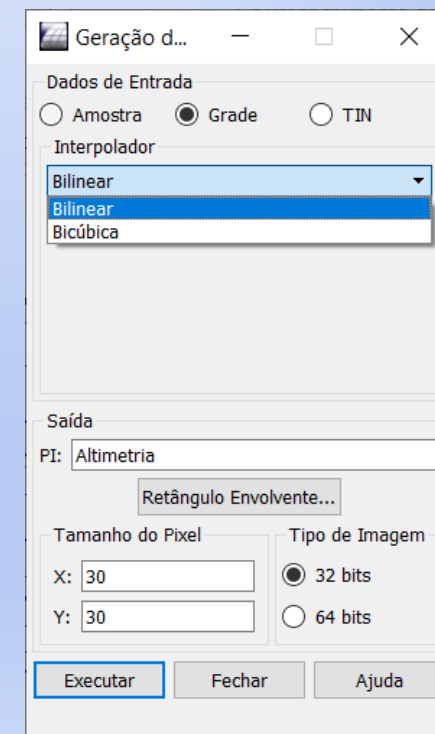 Geração d...
Dados de Entrada
Amostra Grade TIN
Interpolador
Bilinear
Bilinear
Bicúbica
Saída
PI: Altimetria
Retângulo Envolvente...
Tamanho do Pixel Tipo de Imagem
X: 30 32 bits
Y: 30 64 bits
Executar Fechar Ajuda